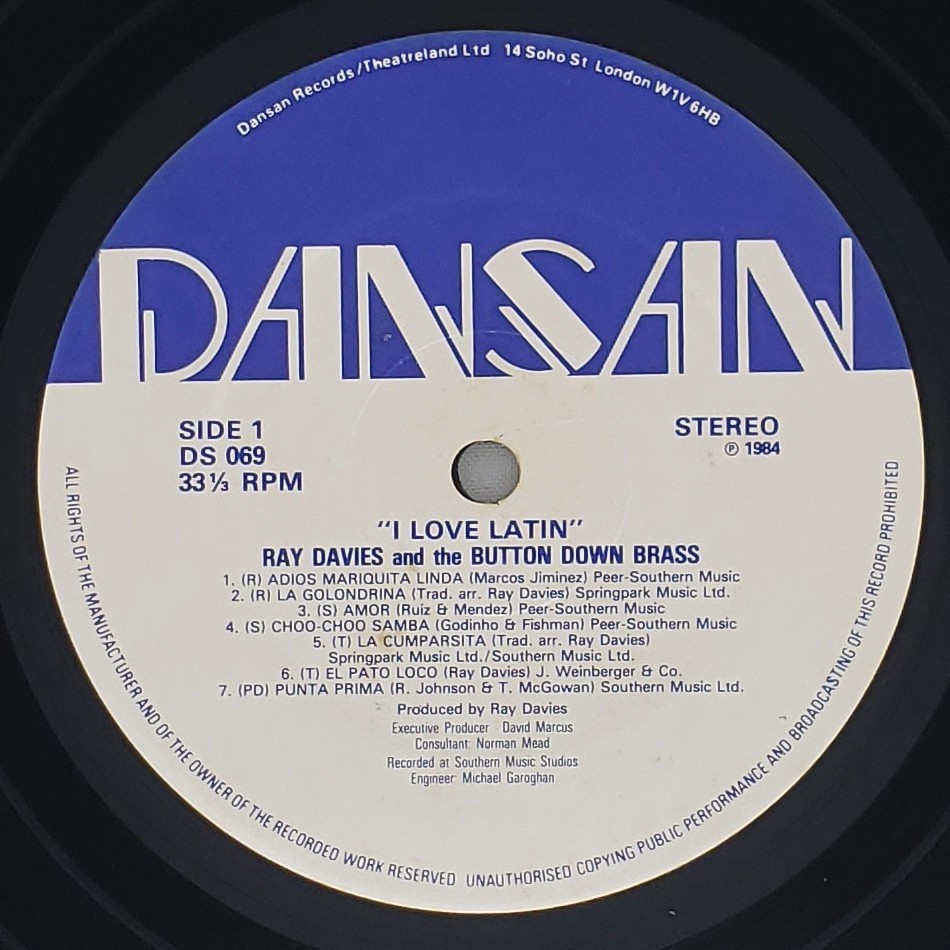 Dansan Records/Theatreland Ltd 14 Soho St London W1V 6HB
DANSAN
SIDE 1
DS 069
33⅓ RPM
STEREO
℗ 1984
"I LOVE LATIN"
RAY DAVIES and the BUTTON DOWN BRASS
1. (R) ADIOS MARIQUITA LINDA (Marcos Jiminez) Peer-Southern Music
2. (R) LA GOLONDRINA (Trad. arr. Ray Davies) Springpark Music Ltd.
3. (S) AMOR (Ruiz & Mendez) Peer-Southern Music
4. (S) CHOO-CHOO SAMBA (Godinho & Fishman) Peer-Southern Music
5. (T) LA CUMPARSITA (Trad. arr. Ray Davies)
Springpark Music Ltd./Southern Music Ltd.
6. (T) EL PATO LOCO (Ray Davies) J. Weinberger & Co.
7. (PD) PUNTA PRIMA (R. Johnson & T. McGowan) Southern Music Ltd.
Produced by Ray Davies
Executive Producer David Marcus
Consultant: Norman Mead
Recorded at Southern Music Studios
Engineer: Michael Garoghan
ALL RIGHTS OF THE MANUFACTURER AND OF THE OWNER OF THE RECORDED WORK RESERVED UNAUTHORISED COPYING PUBLIC PERFORMANCE AND BROADCASTING OF THIS RECORD PROHIBITED